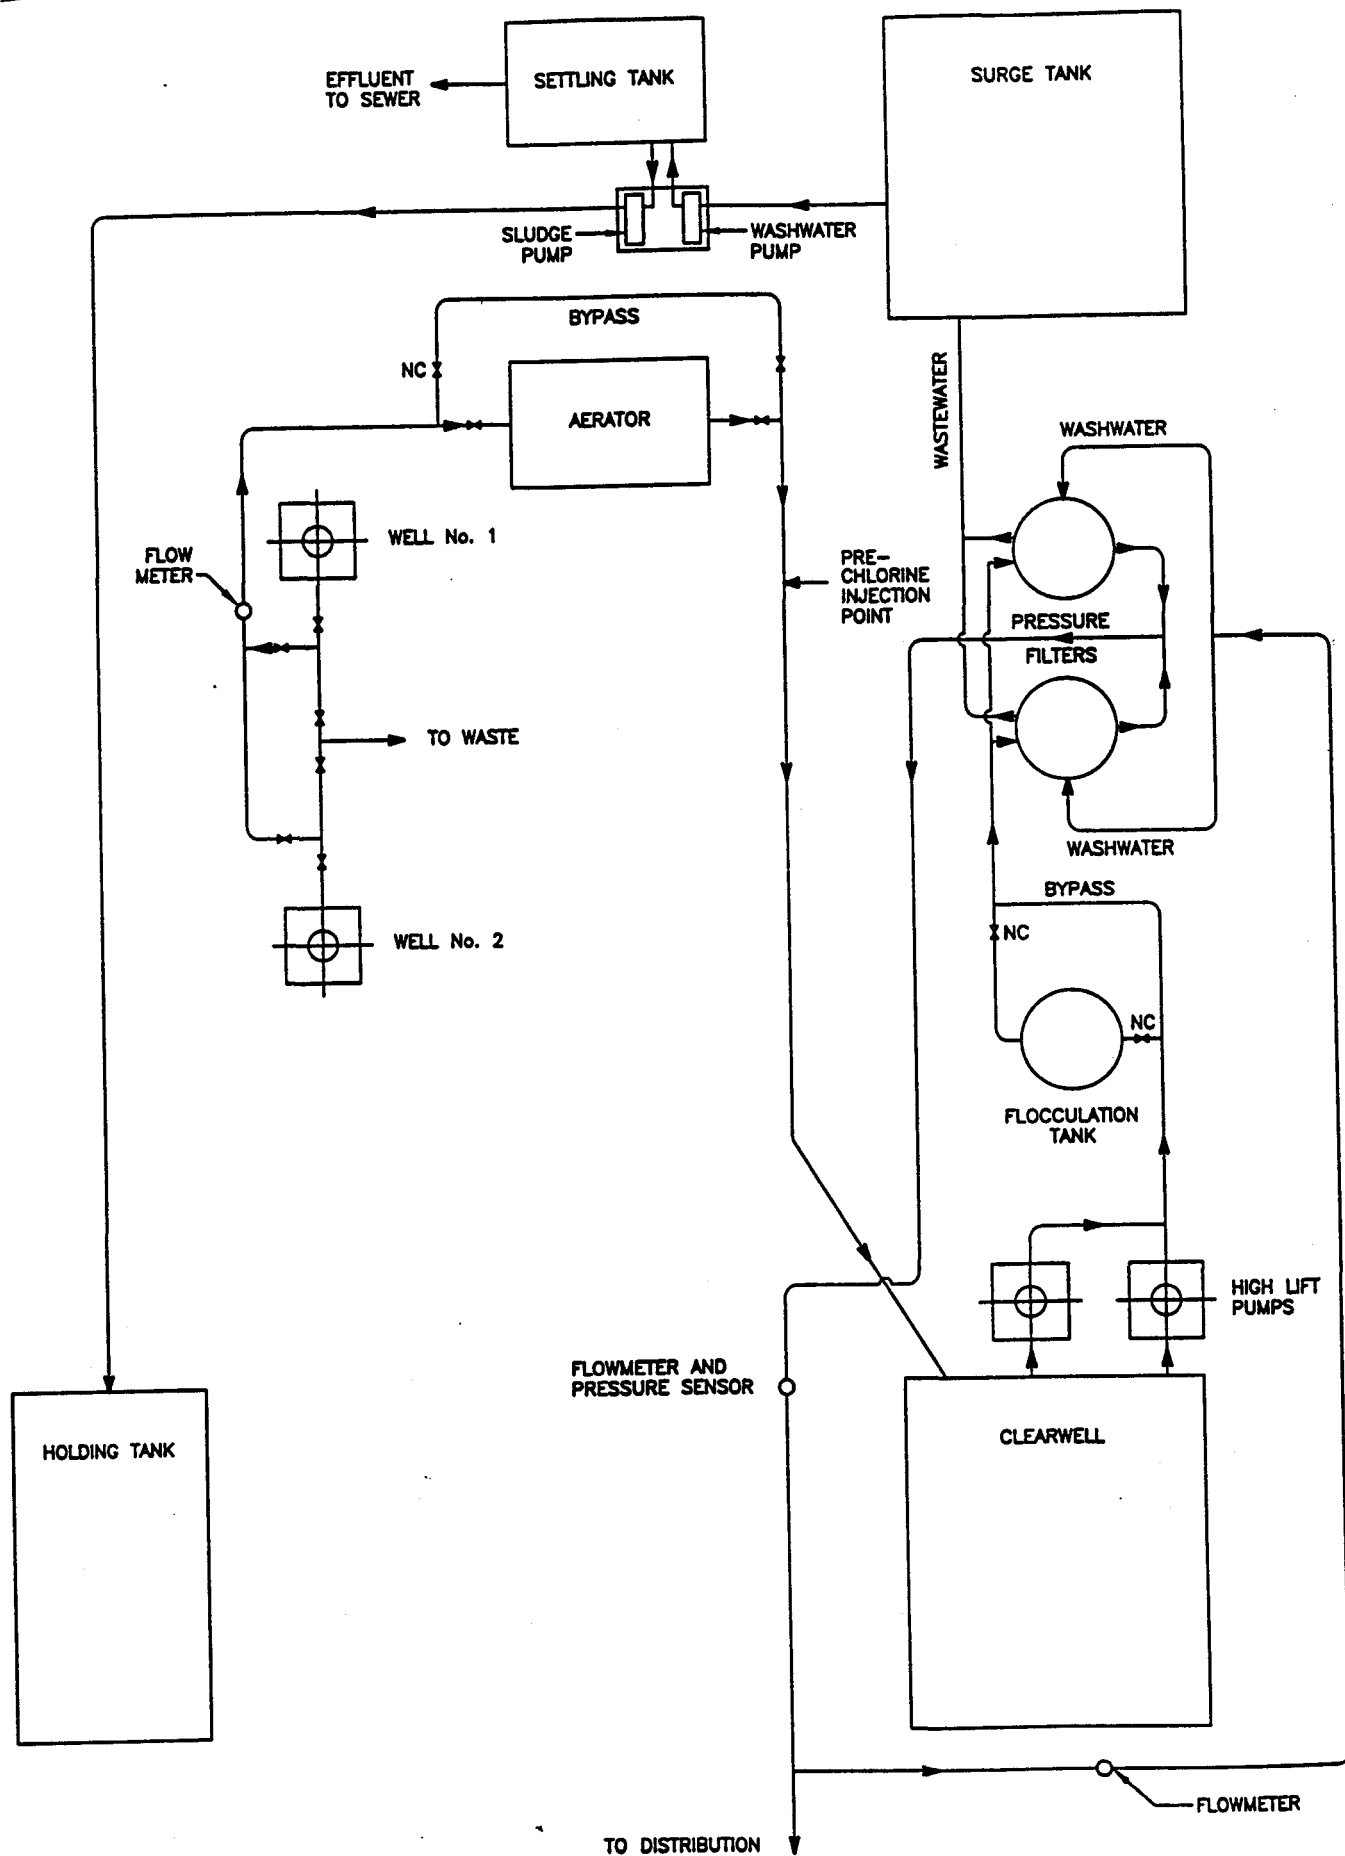 EFFLUENT
TO SEWER
SETTLING TANK
SURGE TANK
SLUDGE
PUMP
WASHWATER
PUMP
BYPASS
NC
AERATOR
WASTEWATER
WASHWATER
WELL No. 1
FLOW
METER
PRE-
CHLORINE
INJECTION
POINT
PRESSURE
FILTERS
TO WASTE
WASHWATER
BYPASS
NC
WELL No. 2
NC
FLOCCULATION
TANK
HIGH LIFT
PUMPS
FLOWMETER AND
PRESSURE SENSOR
HOLDING TANK
CLEARWELL
FLOWMETER
TO DISTRIBUTION